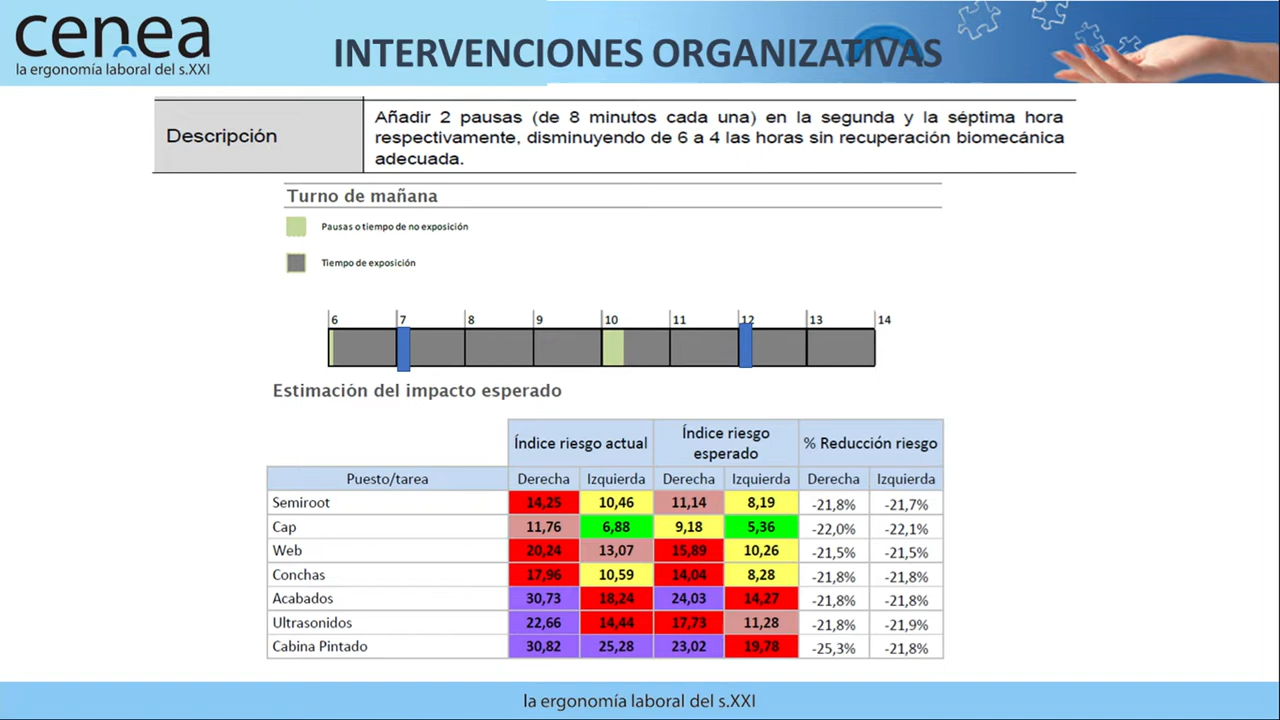 cenea
la ergonomía laboral del s.XXI
INTERVENCIONES ORGANIZATIVAS
Descripción
Añadir 2 pausas (de 8 minutos cada una) en la segunda y la séptima hora
respectivamente, disminuyendo de 6 a 4 las horas sin recuperación biomecánica
adecuada.
Turno de mañana
Pausas o tiempo de no exposición
Tiempo de exposición
6 7 8 9 10 11 12 13 14
Estimación del impacto esperado
Índice riesgo actual Índice riesgo esperado % Reducción riesgo
Puesto/tarea Derecha Izquierda Derecha Izquierda Derecha Izquierda
Semiroot 14,25 10,46 11,14 8,19 -21,8% -21,7%
Cap 11,76 6,88 9,18 5,36 -22,0% -22,1%
Web 20,24 13,07 15,89 10,26 -21,5% -21,5%
Conchas 17,96 10,59 14,04 8,28 -21,8% -21,8%
Acabados 30,73 18,24 24,03 14,27 -21,8% -21,8%
Ultrasonidos 22,66 14,44 17,73 11,28 -21,8% -21,9%
Cabina Pintado 30,82 25,28 23,02 19,78 -25,3% -21,8%
la ergonomía laboral del s.XXI